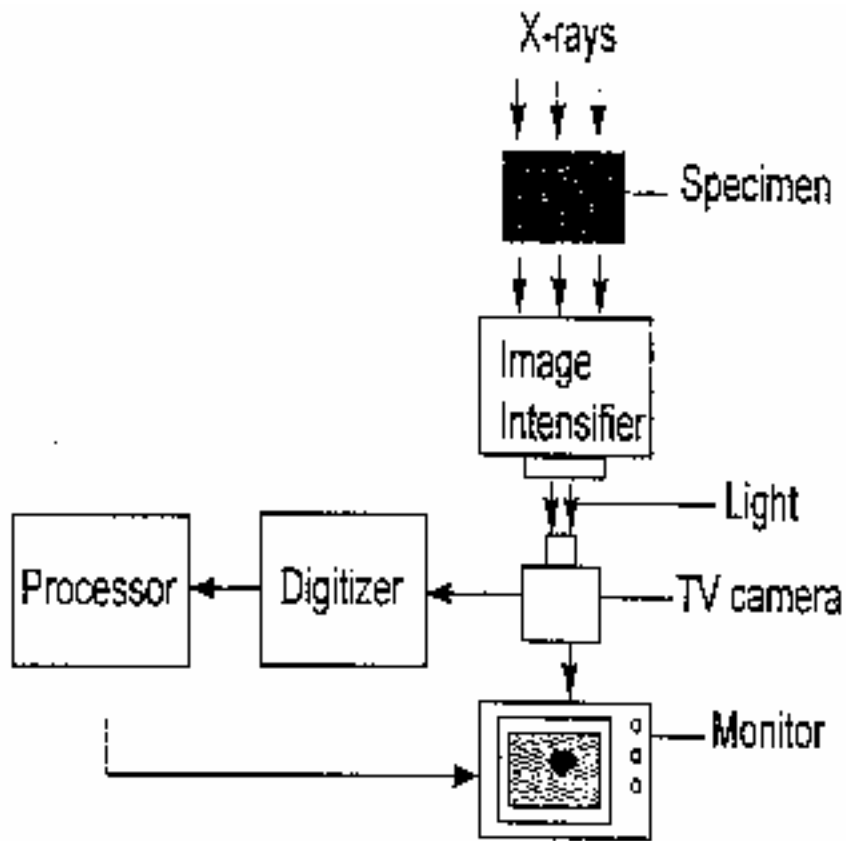 X-rays
Specimen
Image
Intensifier
Light
Processor
Digitizer
TV camera
Monitor